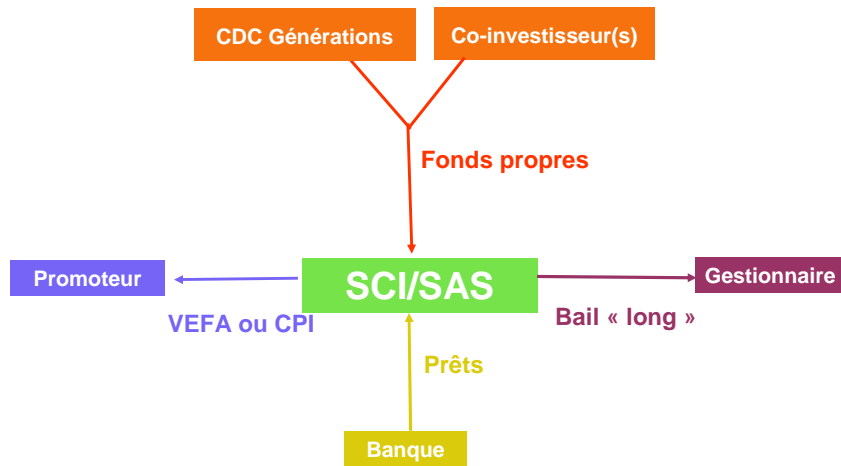 CDC Générations
Co-investisseur(s)
Fonds propres
Promoteur
SCI/SAS
Gestionnaire
VEFA ou CPI
Bail « long »
Prêts
Banque